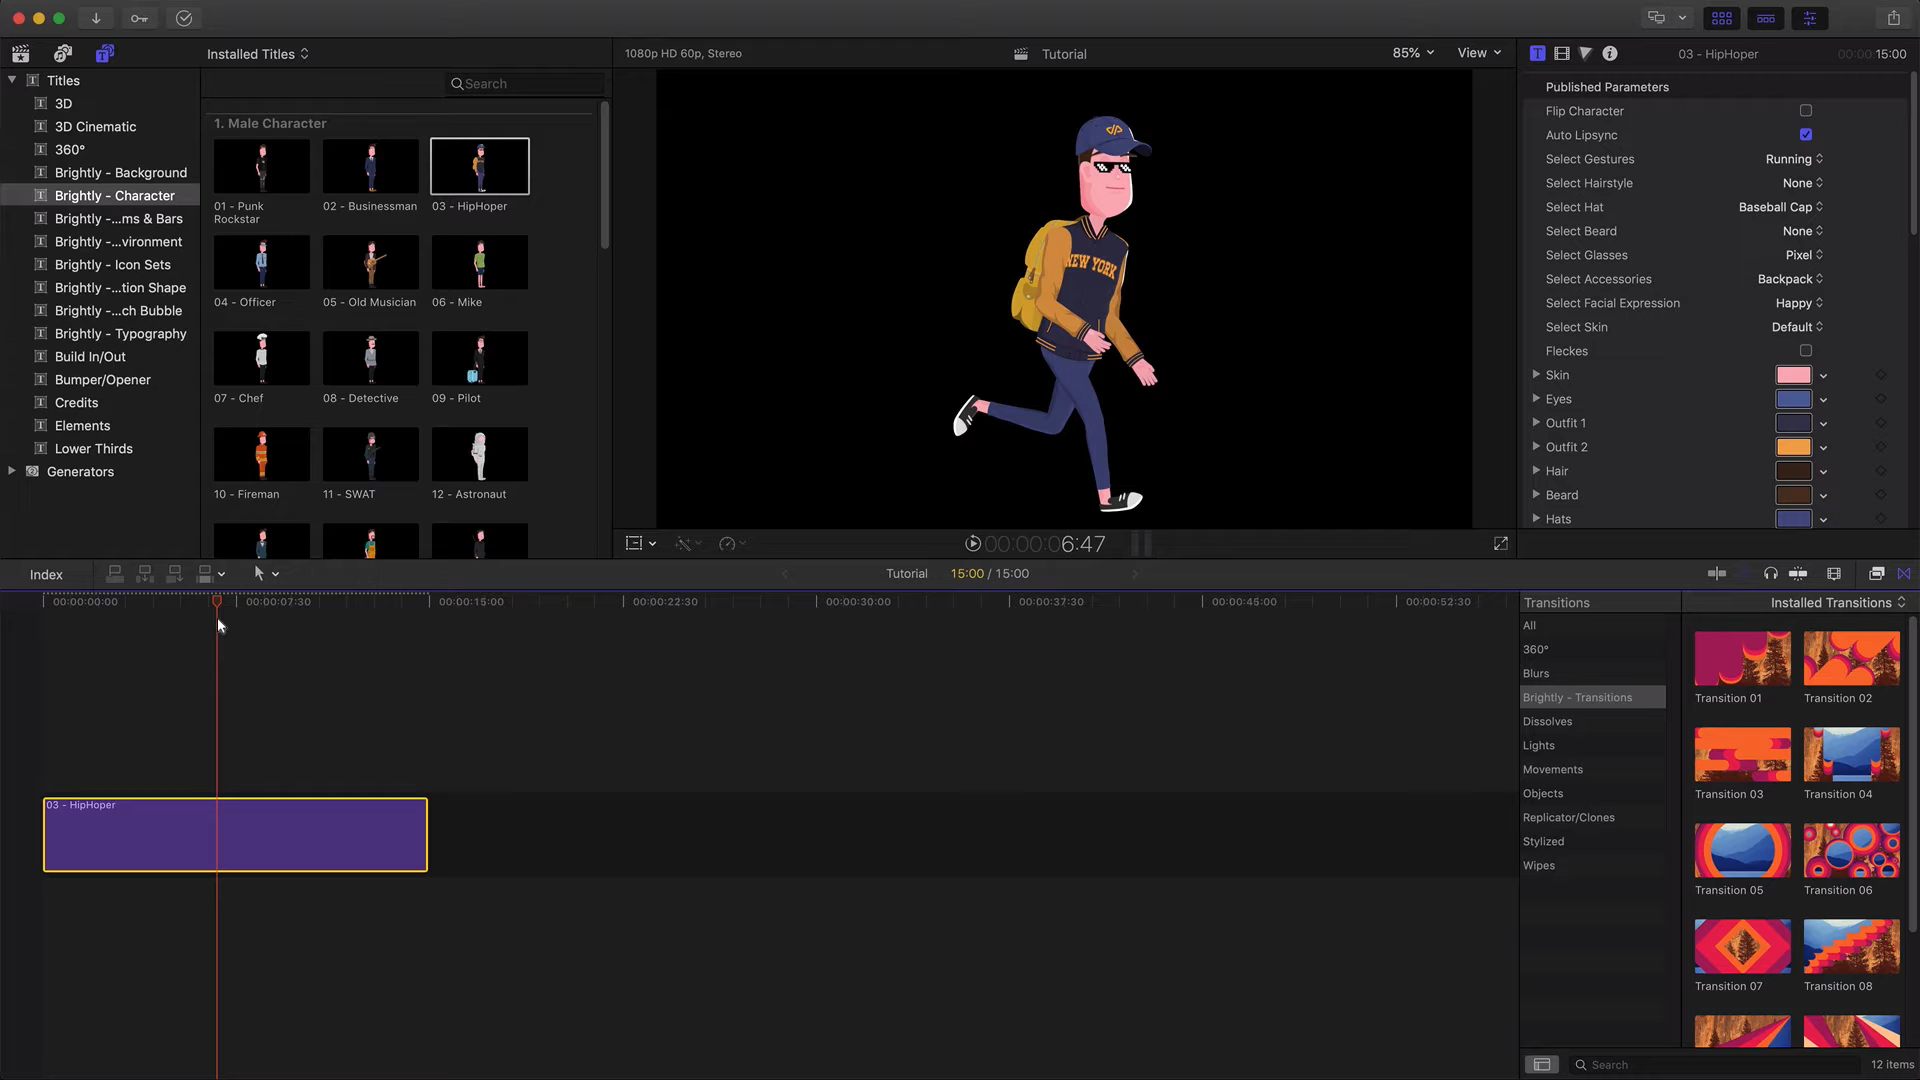 Installed Titles
1080p HD 60p, Stereo
Tutorial
85%
View
03 - HipHoper
00:00:15:00
Titles
3D
3D Cinematic
360°
Brightly - Background
Brightly - Character
Brightly -...ms & Bars
Brightly -...vironment
Brightly - Icon Sets
Brightly -...tion Shape
Brightly -...ch Bubble
Brightly - Typography
Build In/Out
Bumper/Opener
Credits
Elements
Lower Thirds
Generators
Search
1. Male Character
01 - Punk Rockstar
02 - Businessman
03 - HipHoper
04 - Officer
05 - Old Musician
06 - Mike
07 - Chef
08 - Detective
09 - Pilot
10 - Fireman
11 - SWAT
12 - Astronaut
NEW YORK
00:00:06:47
Published Parameters
Flip Character
Auto Lipsync
Select Gestures Running
Select Hairstyle None
Select Hat Baseball Cap
Select Beard None
Select Glasses Pixel
Select Accessories Backpack
Select Facial Expression Happy
Select Skin Default
Fleckes
Skin
Eyes
Outfit 1
Outfit 2
Hair
Beard
Hats
Index
Tutorial
15:00 / 15:00
00:00:00:00
00:00:07:30
00:00:15:00
00:00:22:30
00:00:30:00
00:00:37:30
00:00:45:00
00:00:52:30
03 - HipHoper
Transitions
Installed Transitions
All
360°
Blurs
Brightly - Transitions
Dissolves
Lights
Movements
Objects
Replicator/Clones
Stylized
Wipes
Transition 01
Transition 02
Transition 03
Transition 04
Transition 05
Transition 06
Transition 07
Transition 08
Search
12 items